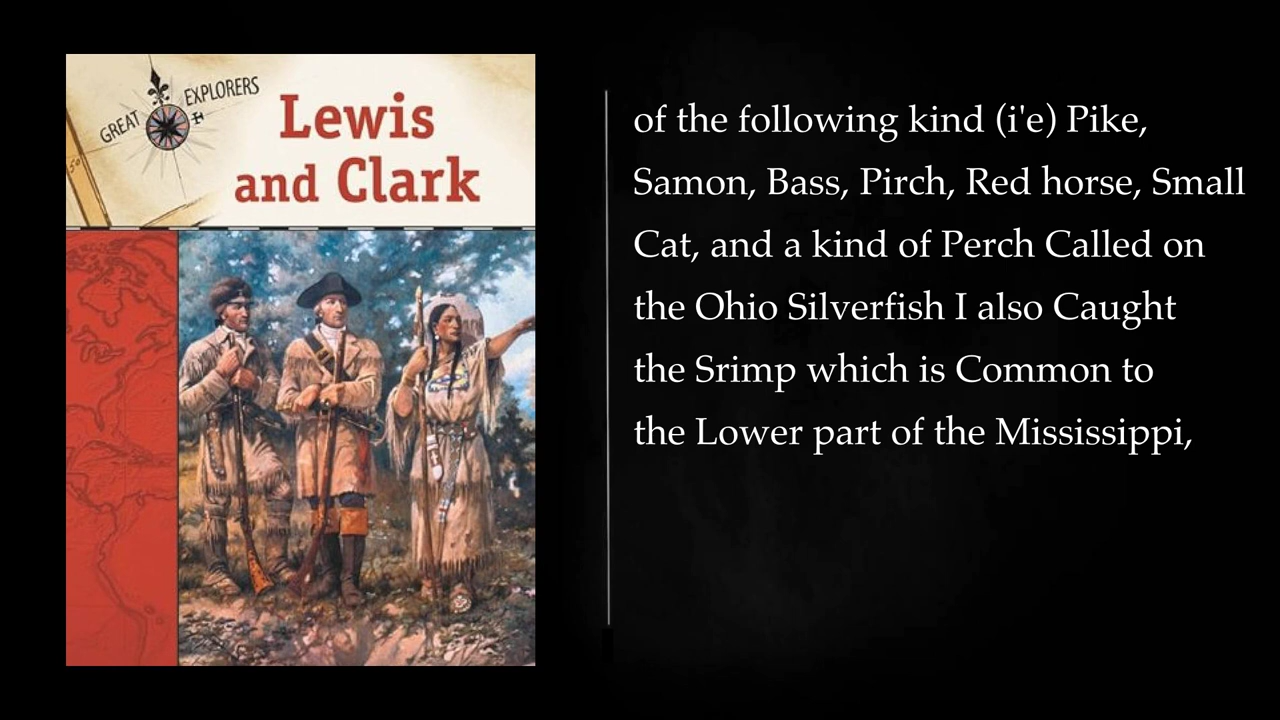 GREAT EXPLORERS
Lewis
and Clark
of the following kind (i'e) Pike,
Samon, Bass, Pirch, Red horse, Small
Cat, and a kind of Perch Called on
the Ohio Silverfish I also Caught
the Srimp which is Common to
the Lower part of the Mississippi,